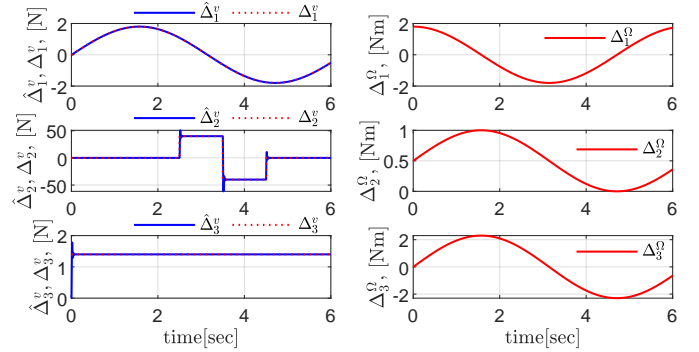 Δ̂₁ᵛ Δ₁ᵛ
Δ̂₁ᵛ, Δ₁ᵛ, [N]
2
0
-2
0 2 4 6
Δ₁^Ω
Δ₁^Ω, [Nm]
2
0
-2
0 2 4 6
Δ̂₂ᵛ Δ₂ᵛ
Δ̂₂ᵛ, Δ₂ᵛ, [N]
50
0
-50
0 2 4 6
Δ₂^Ω
Δ₂^Ω, [Nm]
1
0.5
0
0 2 4 6
Δ̂₃ᵛ Δ₃ᵛ
Δ̂₃ᵛ, Δ₃ᵛ, [N]
2
1
0
0 2 4 6
time[sec]
Δ₃^Ω
Δ₃^Ω, [Nm]
2
0
-2
0 2 4 6
time[sec]